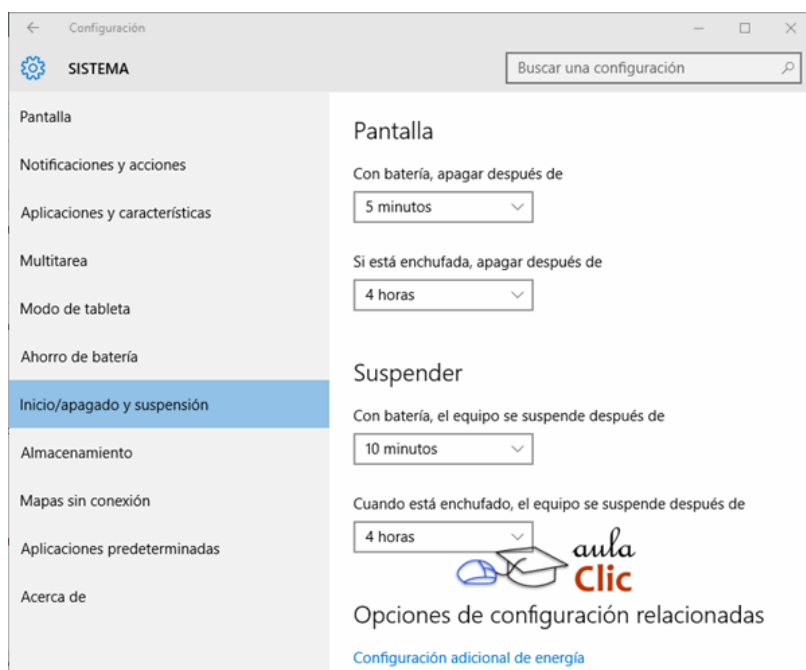 Configuración
SISTEMA
Buscar una configuración
Pantalla
Notificaciones y acciones
Aplicaciones y características
Multitarea
Modo de tableta
Ahorro de batería
Inicio/apagado y suspensión
Almacenamiento
Mapas sin conexión
Aplicaciones predeterminadas
Acerca de
Pantalla
Con batería, apagar después de
5 minutos
Si está enchufada, apagar después de
4 horas
Suspender
Con batería, el equipo se suspende después de
10 minutos
Cuando está enchufado, el equipo se suspende después de
4 horas
aula
Clic
Opciones de configuración relacionadas
Configuración adicional de energía